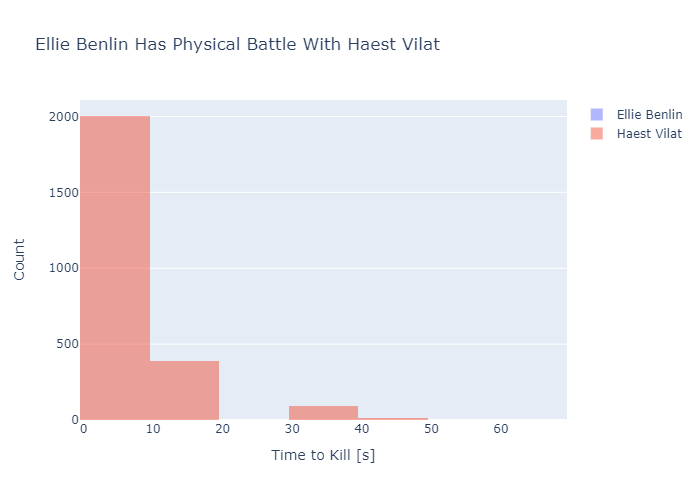 Ellie Benlin Has Physical Battle With Haest Vilat
Ellie Benlin
Haest Vilat
Count
2000
1500
1000
500
0
0 10 20 30 40 50 60
Time to Kill [s]